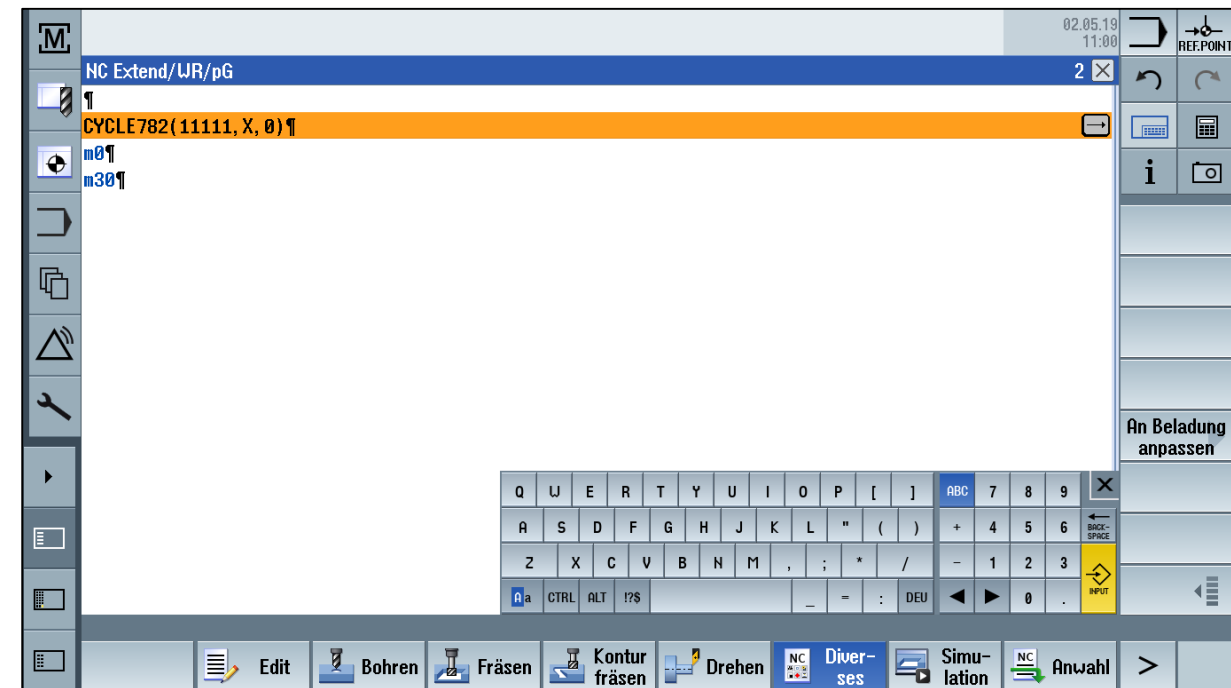 M
02.05.19
11:00
REF.POINT
NC Extend/WR/pG 2
¶
CYCLE782(11111,X,0)¶
m0¶
m30¶
i
An Beladung
anpassen
Q W E R T Y U I O P [ ] ABC 7 8 9
A S D F G H J K L " ( ) + 4 5 6 BACK-
SPACE
Z X C V B N M , ; * / - 1 2 3
Aa CTRL ALT !?$ _ = : DEU 0 . INPUT
Edit
Bohren
Fräsen
Kontur
fräsen
Drehen
NC
Diver-
ses
Simu-
lation
NC
Anwahl
>